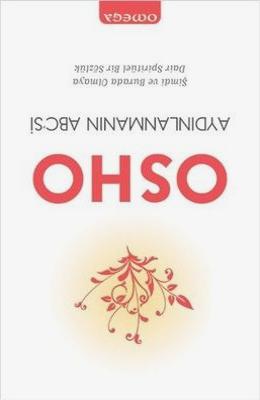 OSHO
AYDINLANMANIN ABC'Sİ
Şimdi ve Burada Olmaya
Dair Spiritüel Bir Sözlük
omega